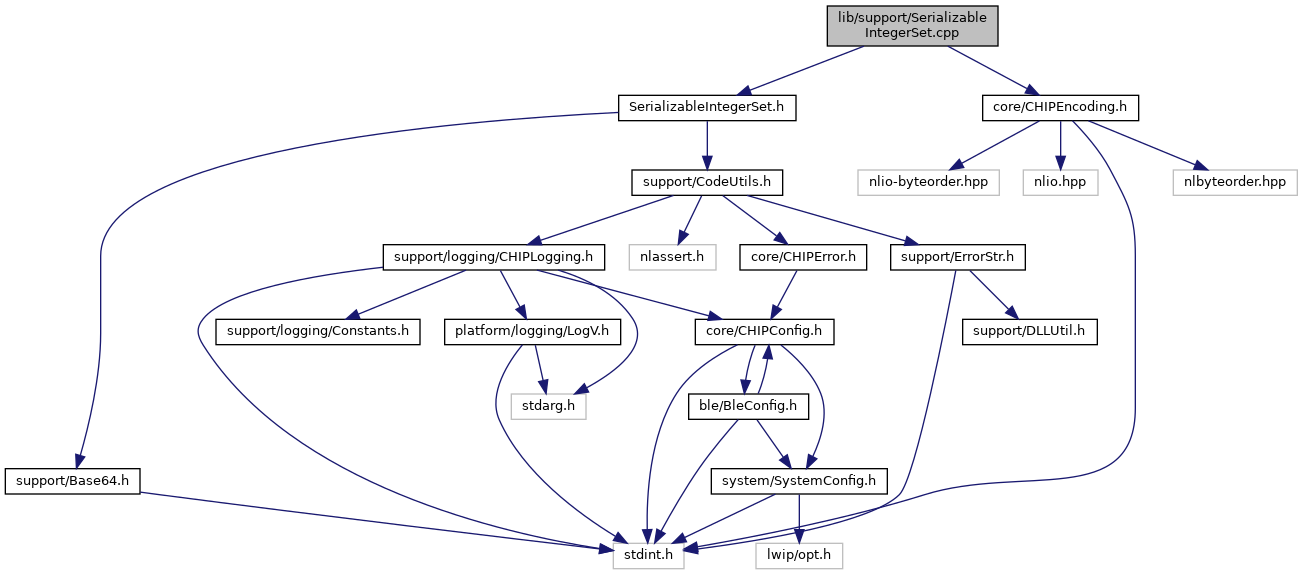 lib/support/Serializable
IntegerSet.cpp
SerializableIntegerSet.h
core/CHIPEncoding.h
support/CodeUtils.h
nlio-byteorder.hpp
nlio.hpp
nlbyteorder.hpp
support/logging/CHIPLogging.h
nlassert.h
core/CHIPError.h
support/ErrorStr.h
support/logging/Constants.h
platform/logging/LogV.h
core/CHIPConfig.h
support/DLLUtil.h
stdarg.h
ble/BleConfig.h
support/Base64.h
system/SystemConfig.h
stdint.h
lwip/opt.h